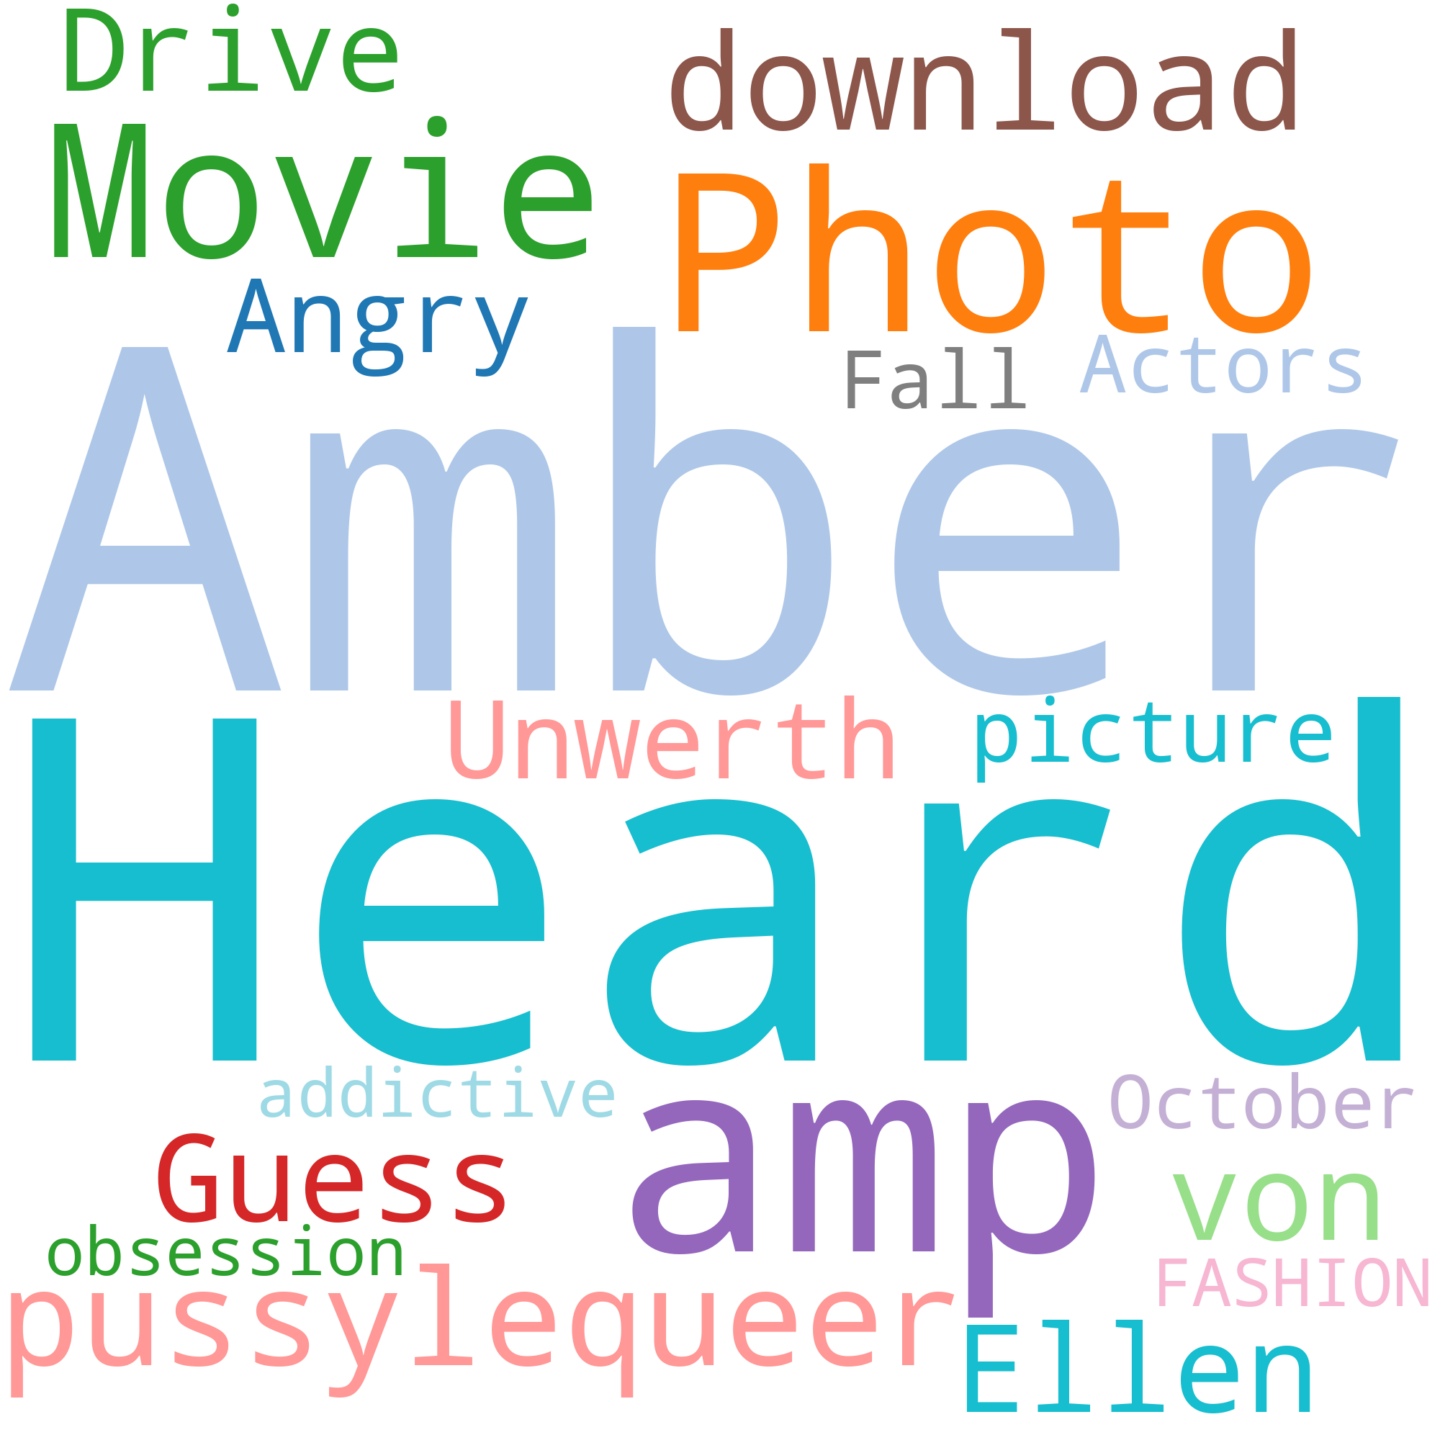 Drive
download
Movie
Photo
Angry
Fall
Actors
Amber
Unwerth
picture
Heard
addictive
amp
October
Guess
von
obsession
FASHION
pussylequeer
Ellen